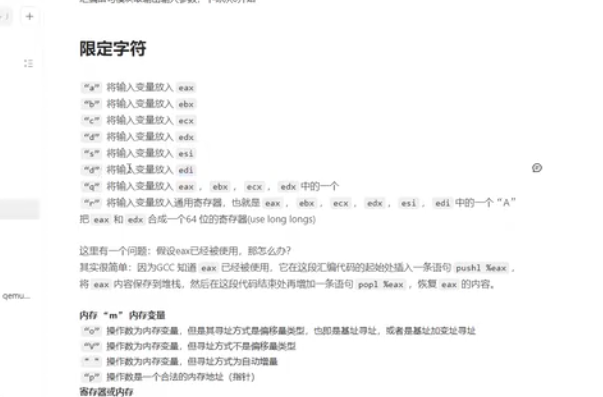 限定字符
"a" 将输入变量放入 eax
"b" 将输入变量放入 ebx
"c" 将输入变量放入 ecx
"d" 将输入变量放入 edx
"s" 将输入变量放入 esi
"d" 将输入变量放入 edi
"q" 将输入变量放入 eax , ebx , ecx , edx 中的一个
"r" 将输入变量放入通用寄存器，也就是 eax , ebx , ecx , edx , esi , edi 中的一个 “A”
把 eax 和 edx 合成一个64 位的寄存器(use long longs)
这里有一个问题：假设eax已经被使用，那怎么办？
其实很简单：因为GCC 知道 eax 已经被使用，它在这段汇编代码的起始处插入一条语句 pushl %eax ，
将 eax 内容保存到堆栈，然后在这段代码结束处再增加一条语句 popl %eax ，恢复 eax 的内容。
qemu...
内存 “m” 内存变量
"o" 操作数为内存变量，但是其寻址方式是偏移量类型，也即是基址寻址，或者是基址加变址寻址
"V" 操作数为内存变量，但寻址方式不是偏移量类型
" " 操作数为内存变量，但寻址方式为自动增量
"p" 操作数是一个合法的内存地址（指针）
寄存器或内存